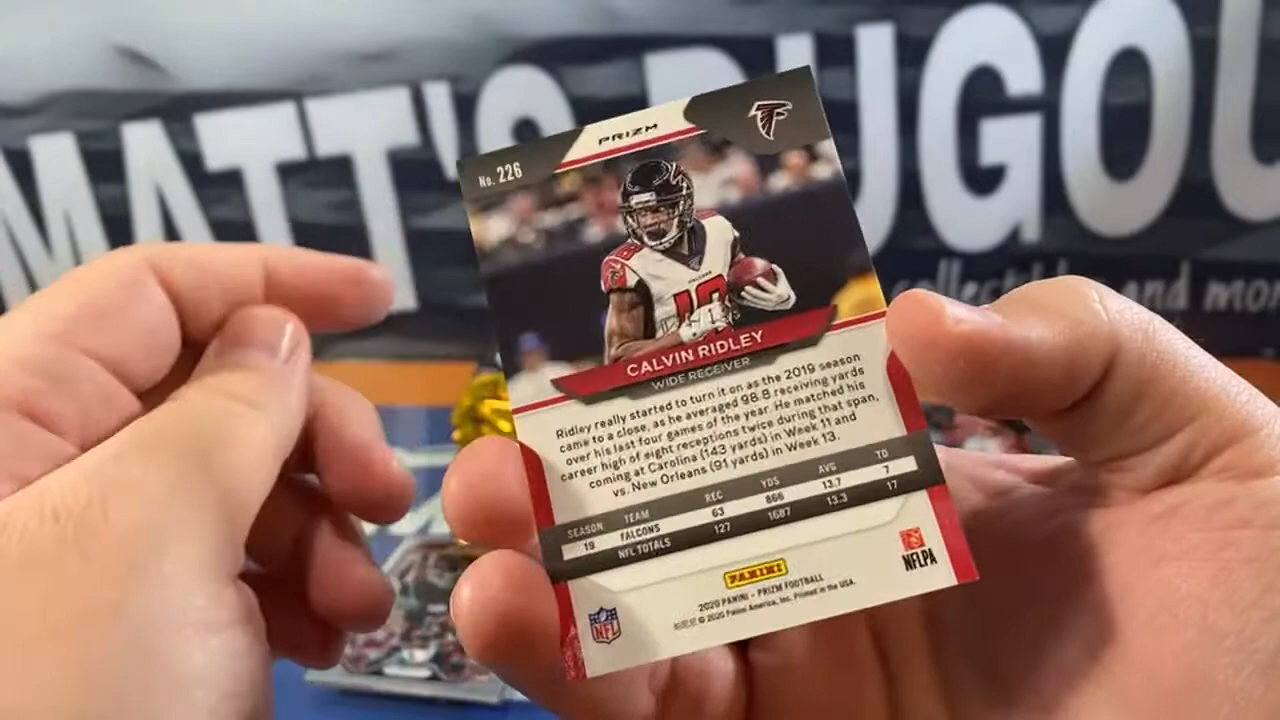 MATT'S DUGOU
collectibles and mor
No. 226
PRIZM
CALVIN RIDLEY
WIDE RECEIVER
Ridley really started to turn it on as the 2019 season
came to a close, as he averaged 98.8 receiving yards
over his last four games of the year. He matched his
career high of eight receptions twice during that span,
coming at Carolina (143 yards) in Week 11 and
vs. New Orleans (91 yards) in Week 13.
SEASON TEAM REC YDS AVG TD
19 FALCONS 63 866 13.7 7
NFL TOTALS 127 1687 13.3 17
PANINI
NFLPA
2020 PANINI - PRIZM FOOTBALL
© 2020 Panini America, Inc. Printed in the USA.
NFL